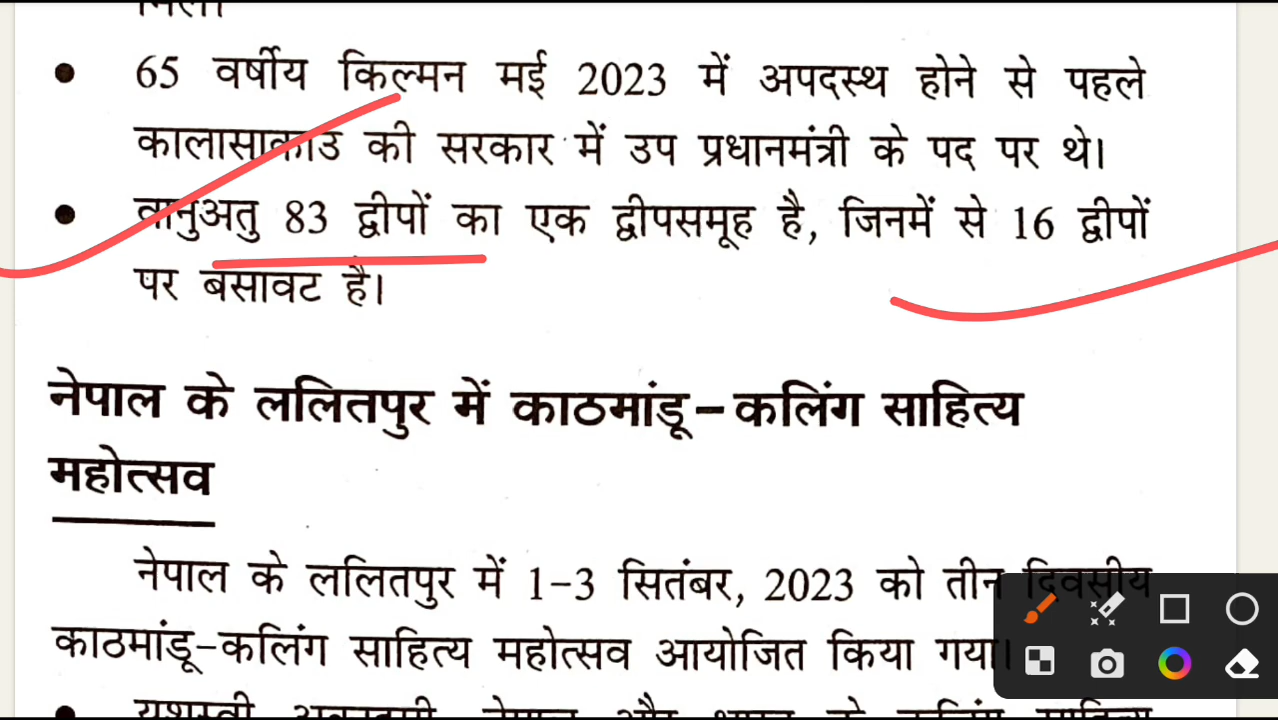 मिला
• 65 वर्षीय किल्मन मई 2023 में अपदस्थ होने से पहले
कालासाकाउ की सरकार में उप प्रधानमंत्री के पद पर थे।
• वानुअतु 83 द्वीपों का एक द्वीपसमूह है, जिनमें से 16 द्वीपों
पर बसावट है।
नेपाल के ललितपुर में काठमांडू-कलिंग साहित्य
महोत्सव
नेपाल के ललितपुर में 1-3 सितंबर, 2023 को तीन दिवसीय
काठमांडू-कलिंग साहित्य महोत्सव आयोजित किया गया।